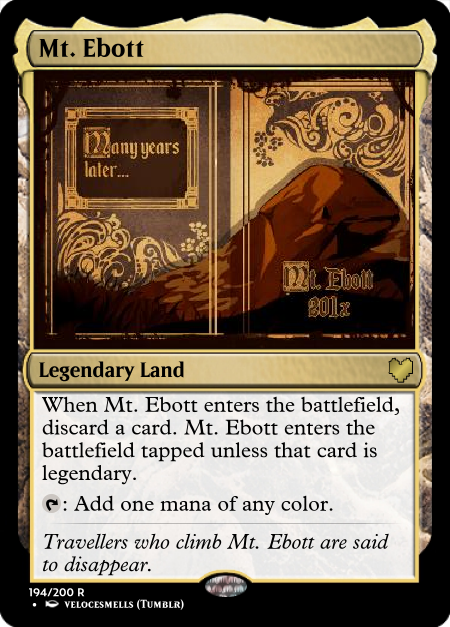 Mt. Ebott
Many years
later...
Mt. Ebott
201x
Legendary Land
When Mt. Ebott enters the battlefield,
discard a card. Mt. Ebott enters the
battlefield tapped unless that card is
legendary.
: Add one mana of any color.
Travellers who climb Mt. Ebott are said
to disappear.
194/200 R
• VELOCESMELLS (TUMBLR)